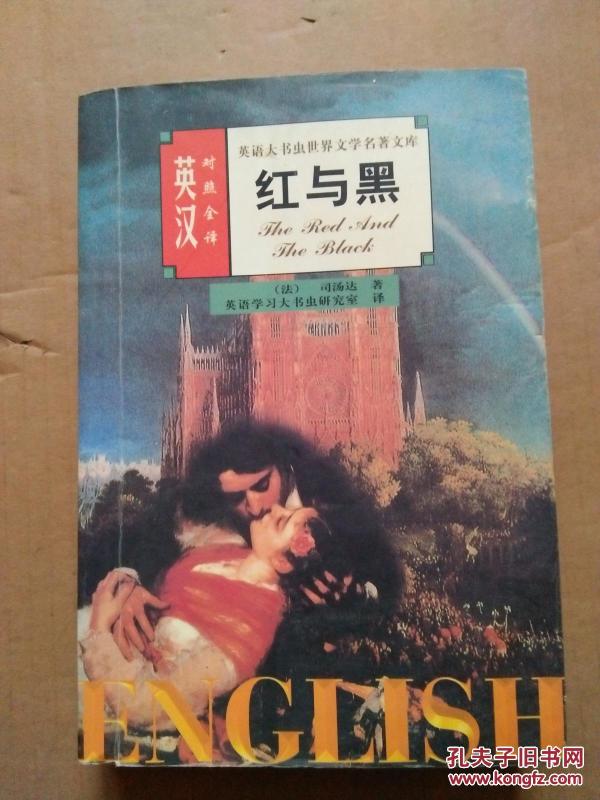 英语大书虫世界文学名著文库
英汉
对照全译
红与黑
The Red And
The Black
（法） 司汤达 著
英语学习大书虫研究室 译
ENGLISH
孔夫子旧书网
www.kongfz.com